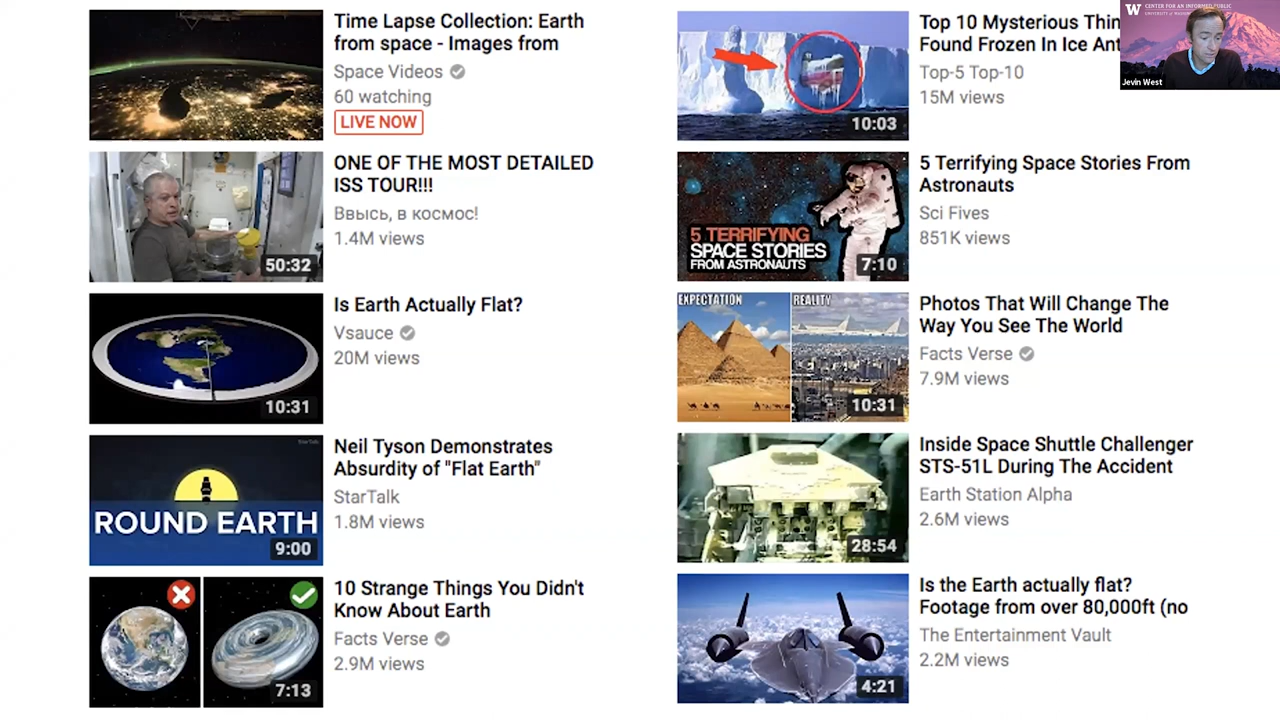 Time Lapse Collection: Earth
from space - Images from
Space Videos
60 watching
LIVE NOW
ONE OF THE MOST DETAILED
ISS TOUR!!!
Ввысь, в космос!
1.4M views
50:32
Is Earth Actually Flat?
Vsauce
20M views
10:31
Neil Tyson Demonstrates
Absurdity of "Flat Earth"
StarTalk
1.8M views
StarTalk
ROUND EARTH
9:00
10 Strange Things You Didn't
Know About Earth
Facts Verse
2.9M views
7:13
Top 10 Mysterious Thin
Found Frozen In Ice Ant
Top-5 Top-10
15M views
10:03
5 Terrifying Space Stories From
Astronauts
Sci Fives
851K views
5 TERRIFYING
SPACE STORIES
FROM ASTRONAUTS
7:10
EXPECTATION
REALITY
Photos That Will Change The
Way You See The World
Facts Verse
7.9M views
10:31
Inside Space Shuttle Challenger
STS-51L During The Accident
Earth Station Alpha
2.6M views
28:54
Is the Earth actually flat?
Footage from over 80,000ft (no
The Entertainment Vault
2.2M views
4:21
W CENTER FOR AN INFORMED PUBLIC
Jevin West